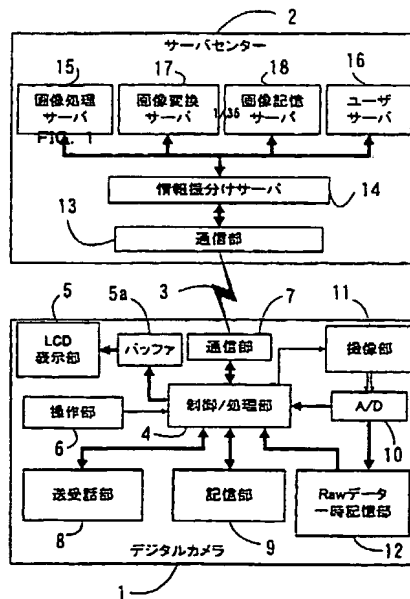 2
サーバセンター
15 17 18 16
画像処理サーバ
画像変換サーバ
画像記憶サーバ
ユーザサーバ
1/36
FIG. 1
情報振分けサーバ
14
13
通信部
5
5a
3
7
11
LCD表示部
バッファ
通信部
撮像部
操作部
6
制御/処理部
4
A/D
10
送受話部
8
記憶部
9
Rawデータ一時記憶部
12
デジタルカメラ
1